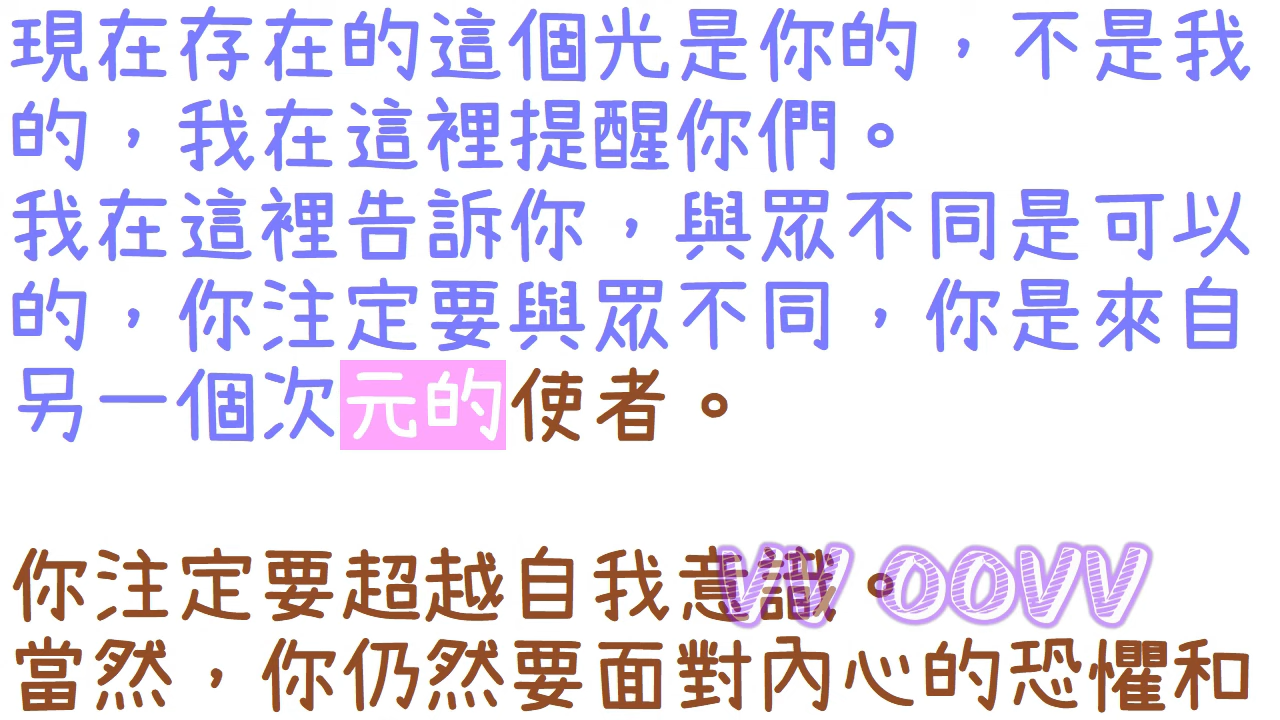 現在存在的這個光是你的，不是我
的，我在這裡提醒你們。
我在這裡告訴你，與眾不同是可以
的，你注定要與眾不同，你是來自
另一個次元的使者。
你注定要超越自我意識。
VV OOVV
當然，你仍然要面對內心的恐懼和